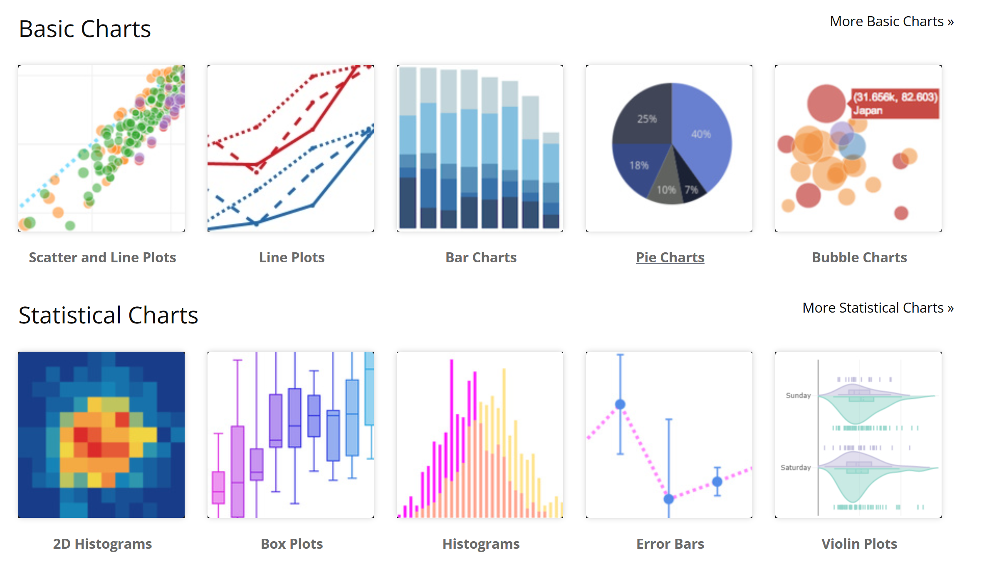 Basic Charts
More Basic Charts »
25%
40%
18%
10%
7%
(31.656k, 82.603)
Japan
Scatter and Line Plots
Line Plots
Bar Charts
Pie Charts
Bubble Charts
Statistical Charts
More Statistical Charts »
Sunday
Saturday
2D Histograms
Box Plots
Histograms
Error Bars
Violin Plots